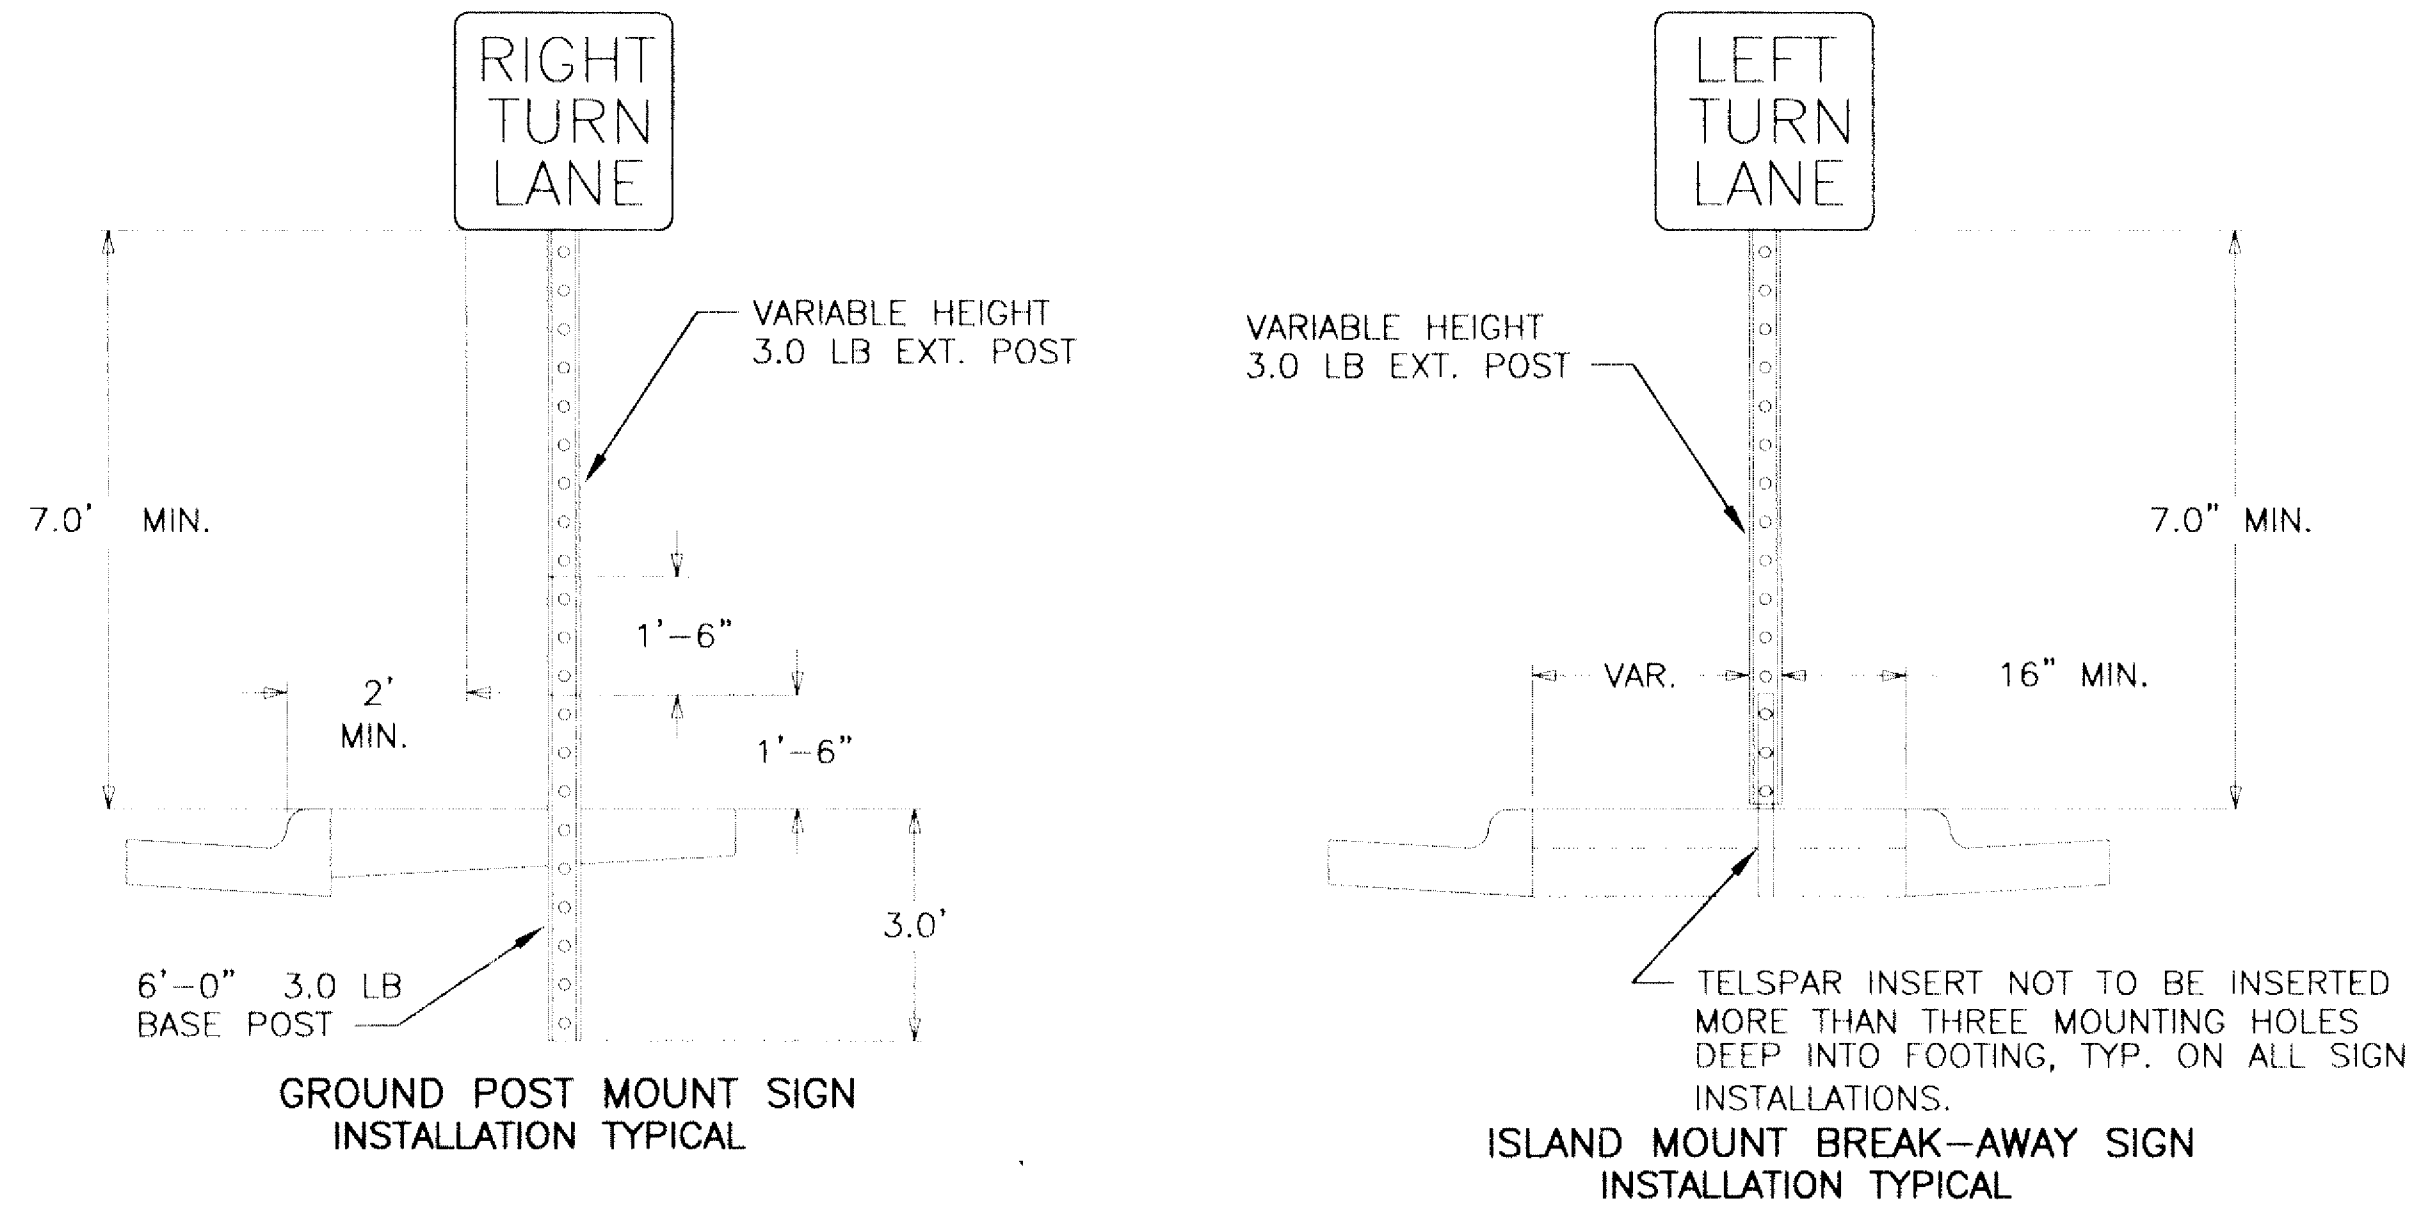 RIGHT
TURN
LANE
VARIABLE HEIGHT
3.0 LB EXT. POST
7.0' MIN.
1'-6"
2'
MIN.
1'-6"
3.0'
6'-0" 3.0 LB
BASE POST
GROUND POST MOUNT SIGN
INSTALLATION TYPICAL
LEFT
TURN
LANE
VARIABLE HEIGHT
3.0 LB EXT. POST
7.0" MIN.
VAR.
16" MIN.
TELSPAR INSERT NOT TO BE INSERTED
MORE THAN THREE MOUNTING HOLES
DEEP INTO FOOTING, TYP. ON ALL SIGN
INSTALLATIONS.
ISLAND MOUNT BREAK-AWAY SIGN
INSTALLATION TYPICAL